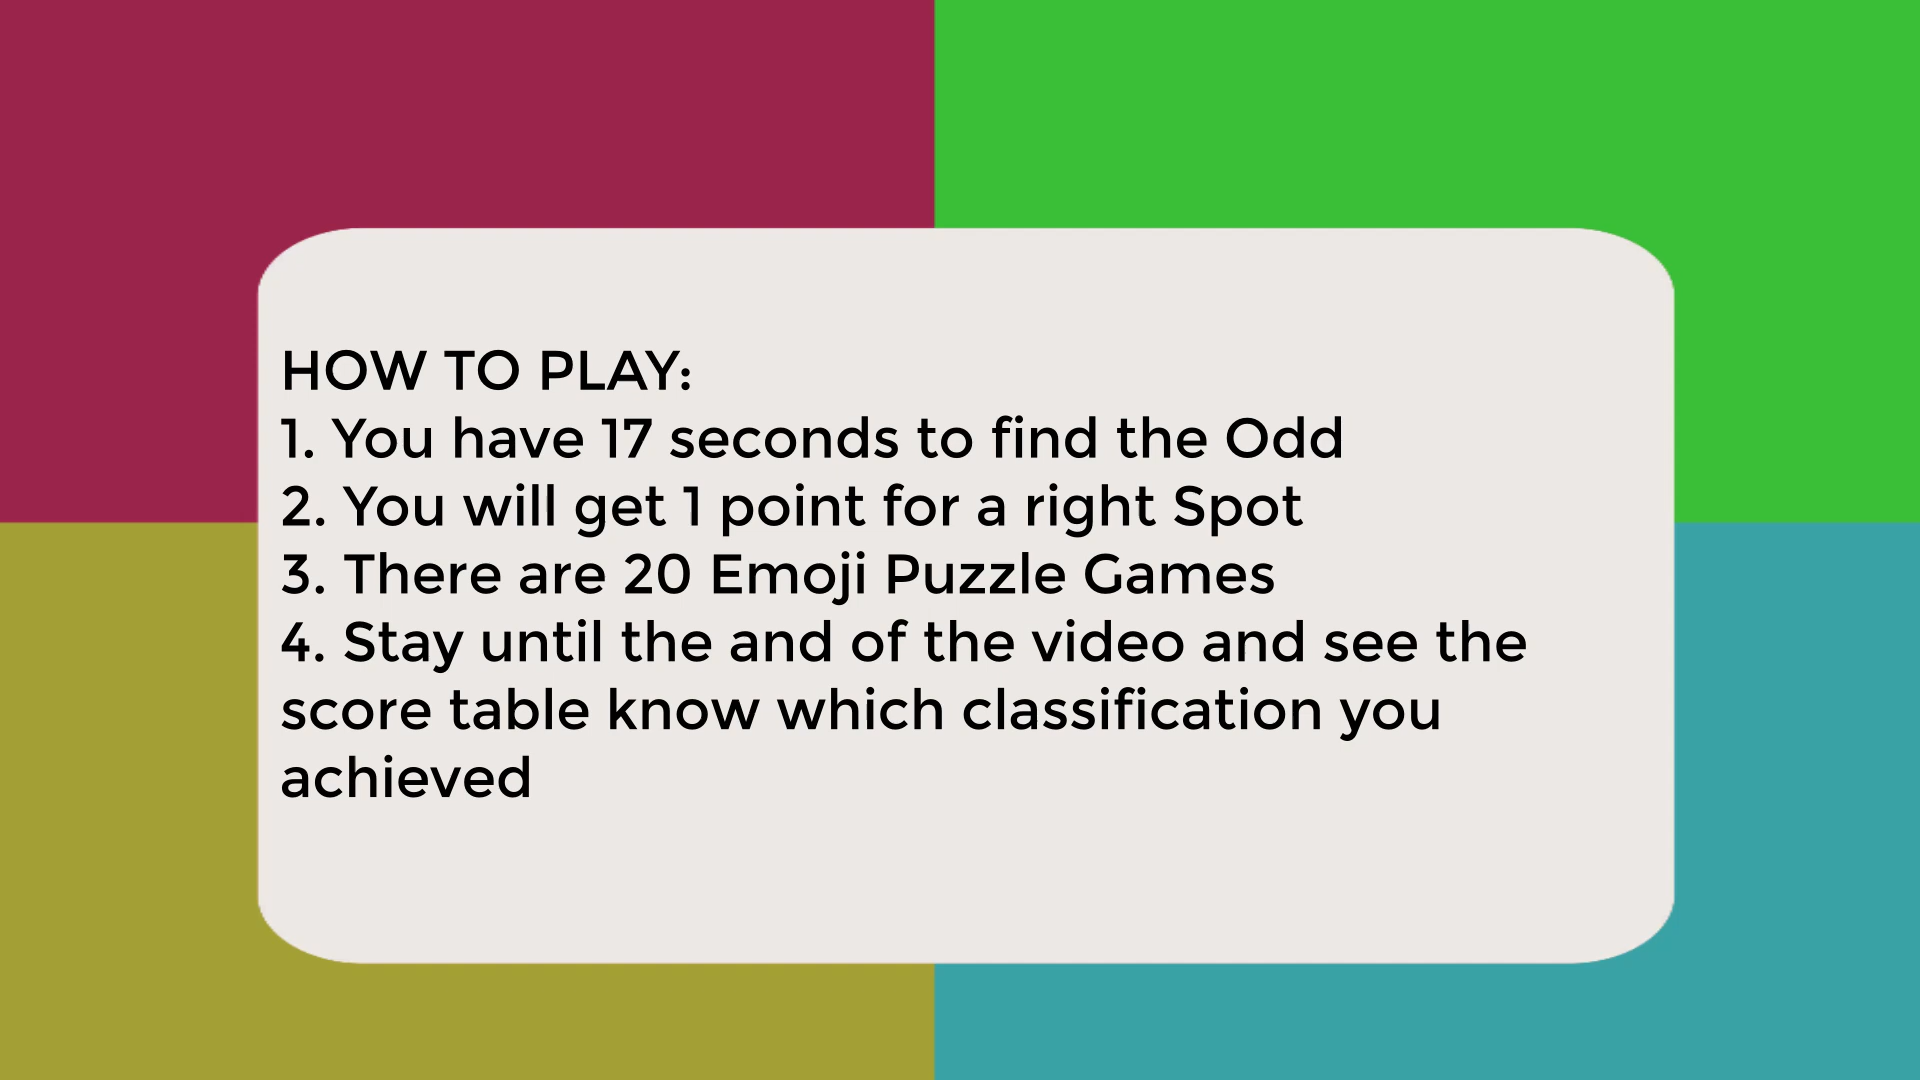 HOW TO PLAY:
1. You have 17 seconds to find the Odd
2. You will get 1 point for a right Spot
3. There are 20 Emoji Puzzle Games
4. Stay until the and of the video and see the
score table know which classification you
achieved